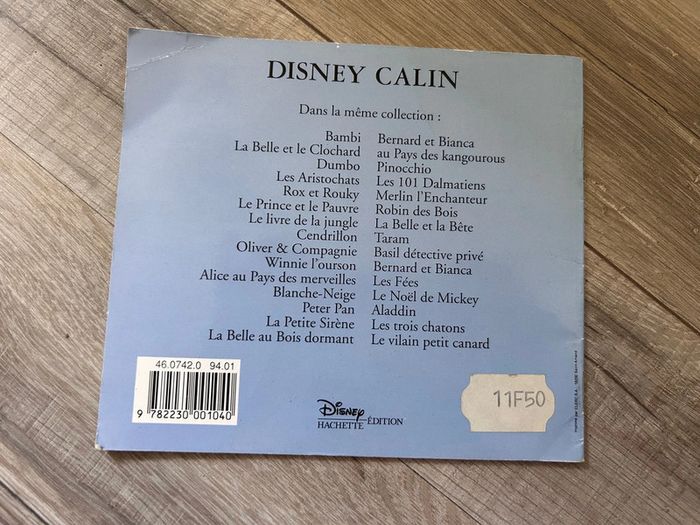 DISNEY CALIN
Dans la même collection :
Bambi
La Belle et le Clochard
Dumbo
Les Aristochats
Rox et Rouky
Le Prince et le Pauvre
Le livre de la jungle
Cendrillon
Oliver & Compagnie
Winnie l'ourson
Alice au Pays des merveilles
Blanche-Neige
Peter Pan
La Petite Sirène
La Belle au Bois dormant
Bernard et Bianca
au Pays des kangourous
Pinocchio
Les 101 Dalmatiens
Merlin l'Enchanteur
Robin des Bois
La Belle et la Bête
Taram
Basil détective privé
Bernard et Bianca
Les Fées
Le Noël de Mickey
Aladdin
Les trois chatons
Le vilain petit canard
46.0742.0 94.01
9 782230 001040
Disney
HACHETTE ÉDITION
11F50